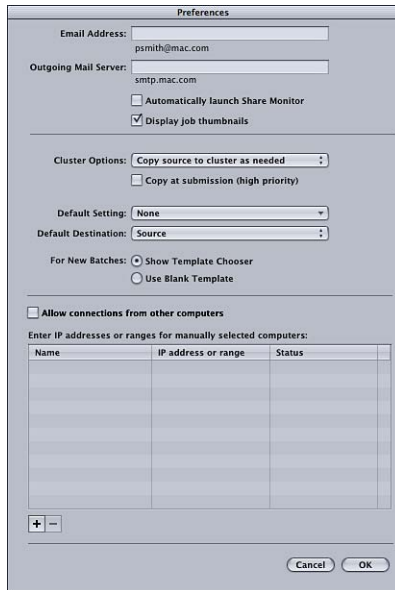 Preferences
Email Address:
psmith@mac.com
Outgoing Mail Server:
smtp.mac.com
Automatically launch Share Monitor
Display job thumbnails
Cluster Options: Copy source to cluster as needed
Copy at submission (high priority)
Default Setting: None
Default Destination: Source
For New Batches: Show Template Chooser
Use Blank Template
Allow connections from other computers
Enter IP addresses or ranges for manually selected computers:
Name IP address or range Status
+ −
Cancel OK